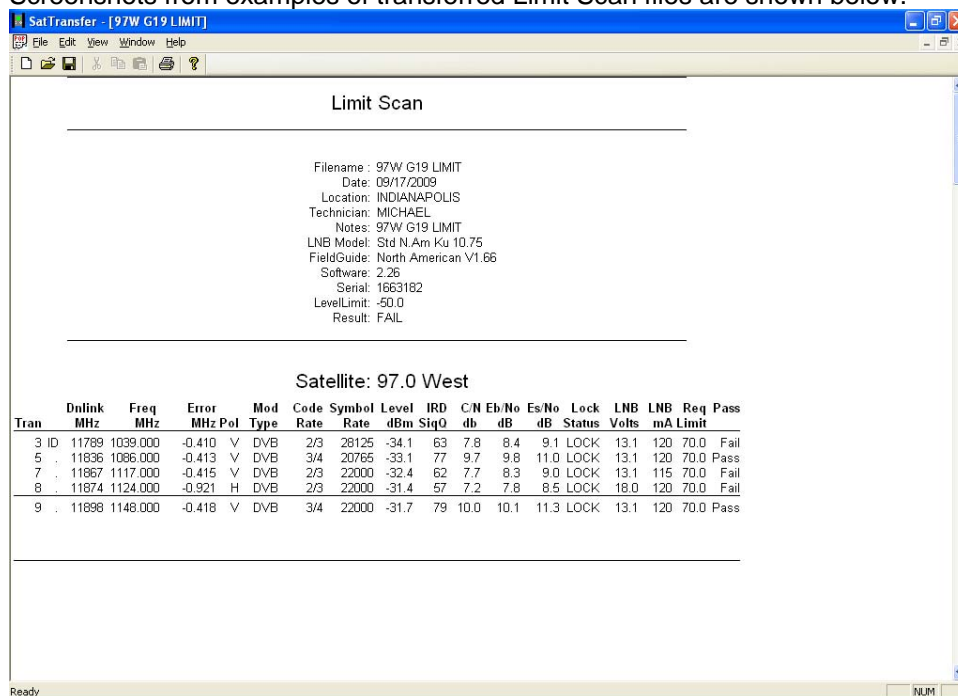 Screenshots from examples of transferred Limit Scan files are shown below.
SatTransfer - [97W G19 LIMIT]
File Edit View Window Help
Limit Scan
Filename : 97W G19 LIMIT
Date: 09/17/2009
Location: INDIANAPOLIS
Technician: MICHAEL
Notes: 97W G19 LIMIT
LNB Model: Std N.Am Ku 10.75
FieldGuide: North American V1.66
Software: 2.26
Serial: 1663182
LevelLimit: -50.0
Result: FAIL
Satellite: 97.0 West
Dnlink Freq Error Mod Code Symbol Level IRD C/N Eb/No Es/No Lock LNB LNB Req Pass
Tran MHz MHz MHz Pol Type Rate Rate dBm SigQ db dB dB Status Volts mA Limit
3 ID 11789 1039.000 -0.410 V DVB 2/3 28125 -34.1 63 7.8 8.4 9.1 LOCK 13.1 120 70.0 Fail
5 . 11836 1086.000 -0.413 V DVB 3/4 20765 -33.1 77 9.7 9.8 11.0 LOCK 13.1 120 70.0 Pass
7 . 11867 1117.000 -0.415 V DVB 2/3 22000 -32.4 62 7.7 8.3 9.0 LOCK 13.1 115 70.0 Fail
8 . 11874 1124.000 -0.921 H DVB 2/3 22000 -31.4 57 7.2 7.8 8.5 LOCK 18.0 120 70.0 Fail
9 . 11898 1148.000 -0.418 V DVB 3/4 22000 -31.7 79 10.0 10.1 11.3 LOCK 13.1 120 70.0 Pass
Ready NUM